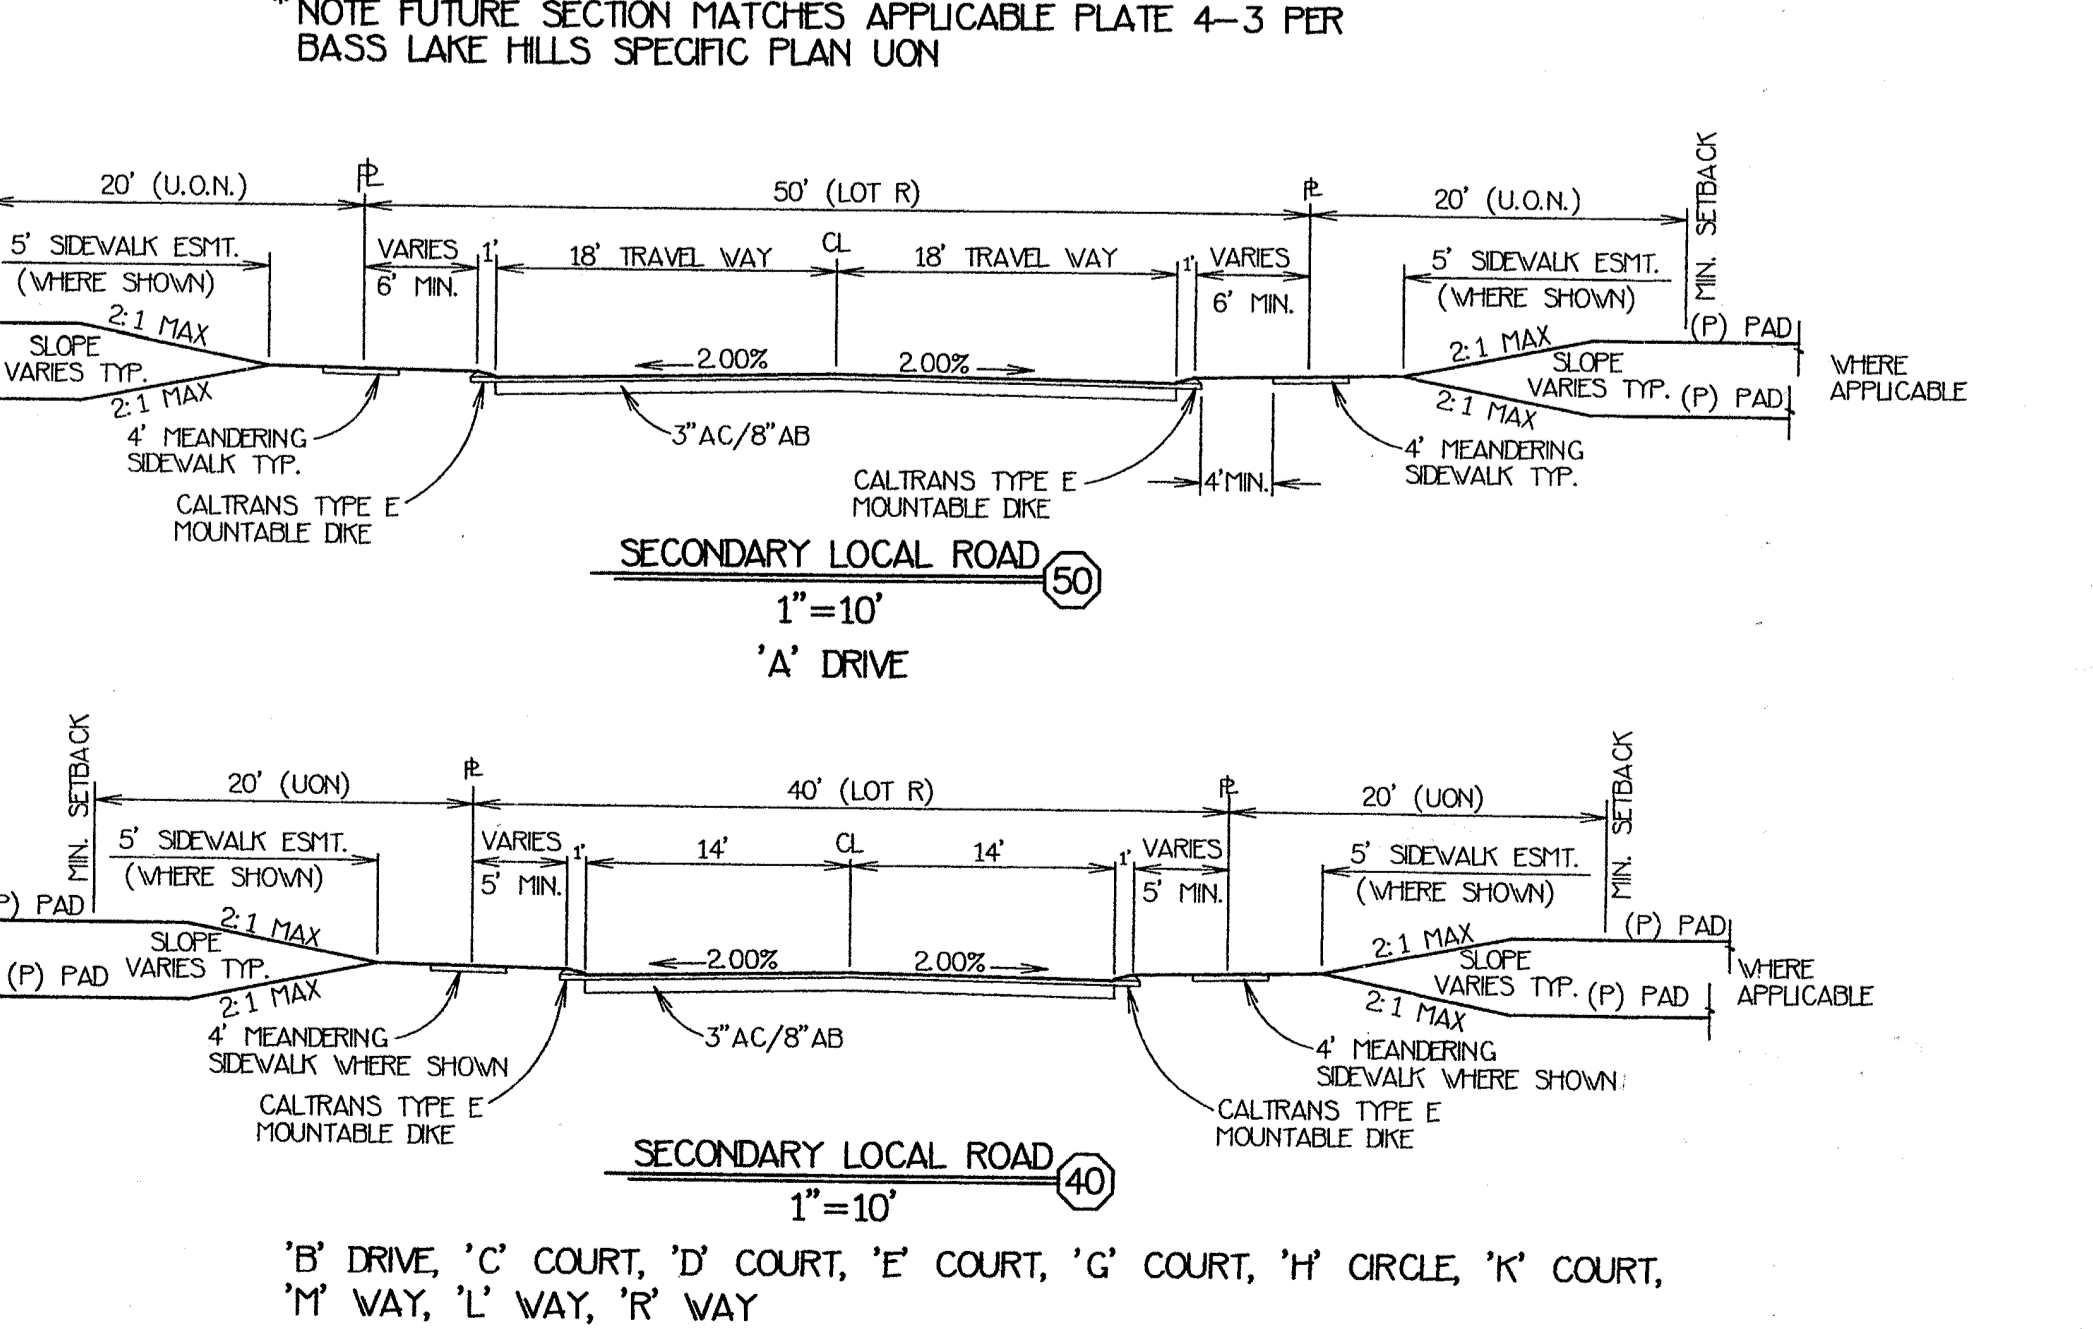 *NOTE FUTURE SECTION MATCHES APPLICABLE PLATE 4-3 PER
BASS LAKE HILLS SPECIFIC PLAN UON
20' (U.O.N.)
PL
50' (LOT R)
PL
20' (U.O.N.)
MIN. SETBACK
5' SIDEWALK ESMT.
(WHERE SHOWN)
VARIES
6' MIN.
1'
18' TRAVEL WAY
CL
18' TRAVEL WAY
1'
VARIES
6' MIN.
5' SIDEWALK ESMT.
(WHERE SHOWN)
2:1 MAX
SLOPE
VARIES TYP.
2:1 MAX
2.00%
2.00%
2:1 MAX
SLOPE
VARIES TYP.
2:1 MAX
(P) PAD
(P) PAD
WHERE
APPLICABLE
4' MEANDERING
SIDEWALK TYP.
3"AC/8"AB
4' MEANDERING
SIDEWALK TYP.
CALTRANS TYPE E
MOUNTABLE DIKE
CALTRANS TYPE E
MOUNTABLE DIKE
4'MIN.
SECONDARY LOCAL ROAD
50
1"=10'
'A' DRIVE
MIN. SETBACK
20' (UON)
PL
40' (LOT R)
PL
20' (UON)
MIN. SETBACK
5' SIDEWALK ESMT.
(WHERE SHOWN)
VARIES
5' MIN.
1'
14'
CL
14'
1'
VARIES
5' MIN.
5' SIDEWALK ESMT.
(WHERE SHOWN)
P) PAD
(P) PAD
2:1 MAX
SLOPE
VARIES TYP.
2:1 MAX
2.00%
2.00%
2:1 MAX
SLOPE
VARIES TYP.
2:1 MAX
(P) PAD
(P) PAD
WHERE
APPLICABLE
4' MEANDERING
SIDEWALK WHERE SHOWN
3"AC/8"AB
4' MEANDERING
SIDEWALK WHERE SHOWN
CALTRANS TYPE E
MOUNTABLE DIKE
CALTRANS TYPE E
MOUNTABLE DIKE
SECONDARY LOCAL ROAD
40
1"=10'
'B' DRIVE, 'C' COURT, 'D' COURT, 'E' COURT, 'G' COURT, 'H' CIRCLE, 'K' COURT,
'M' WAY, 'L' WAY, 'R' WAY